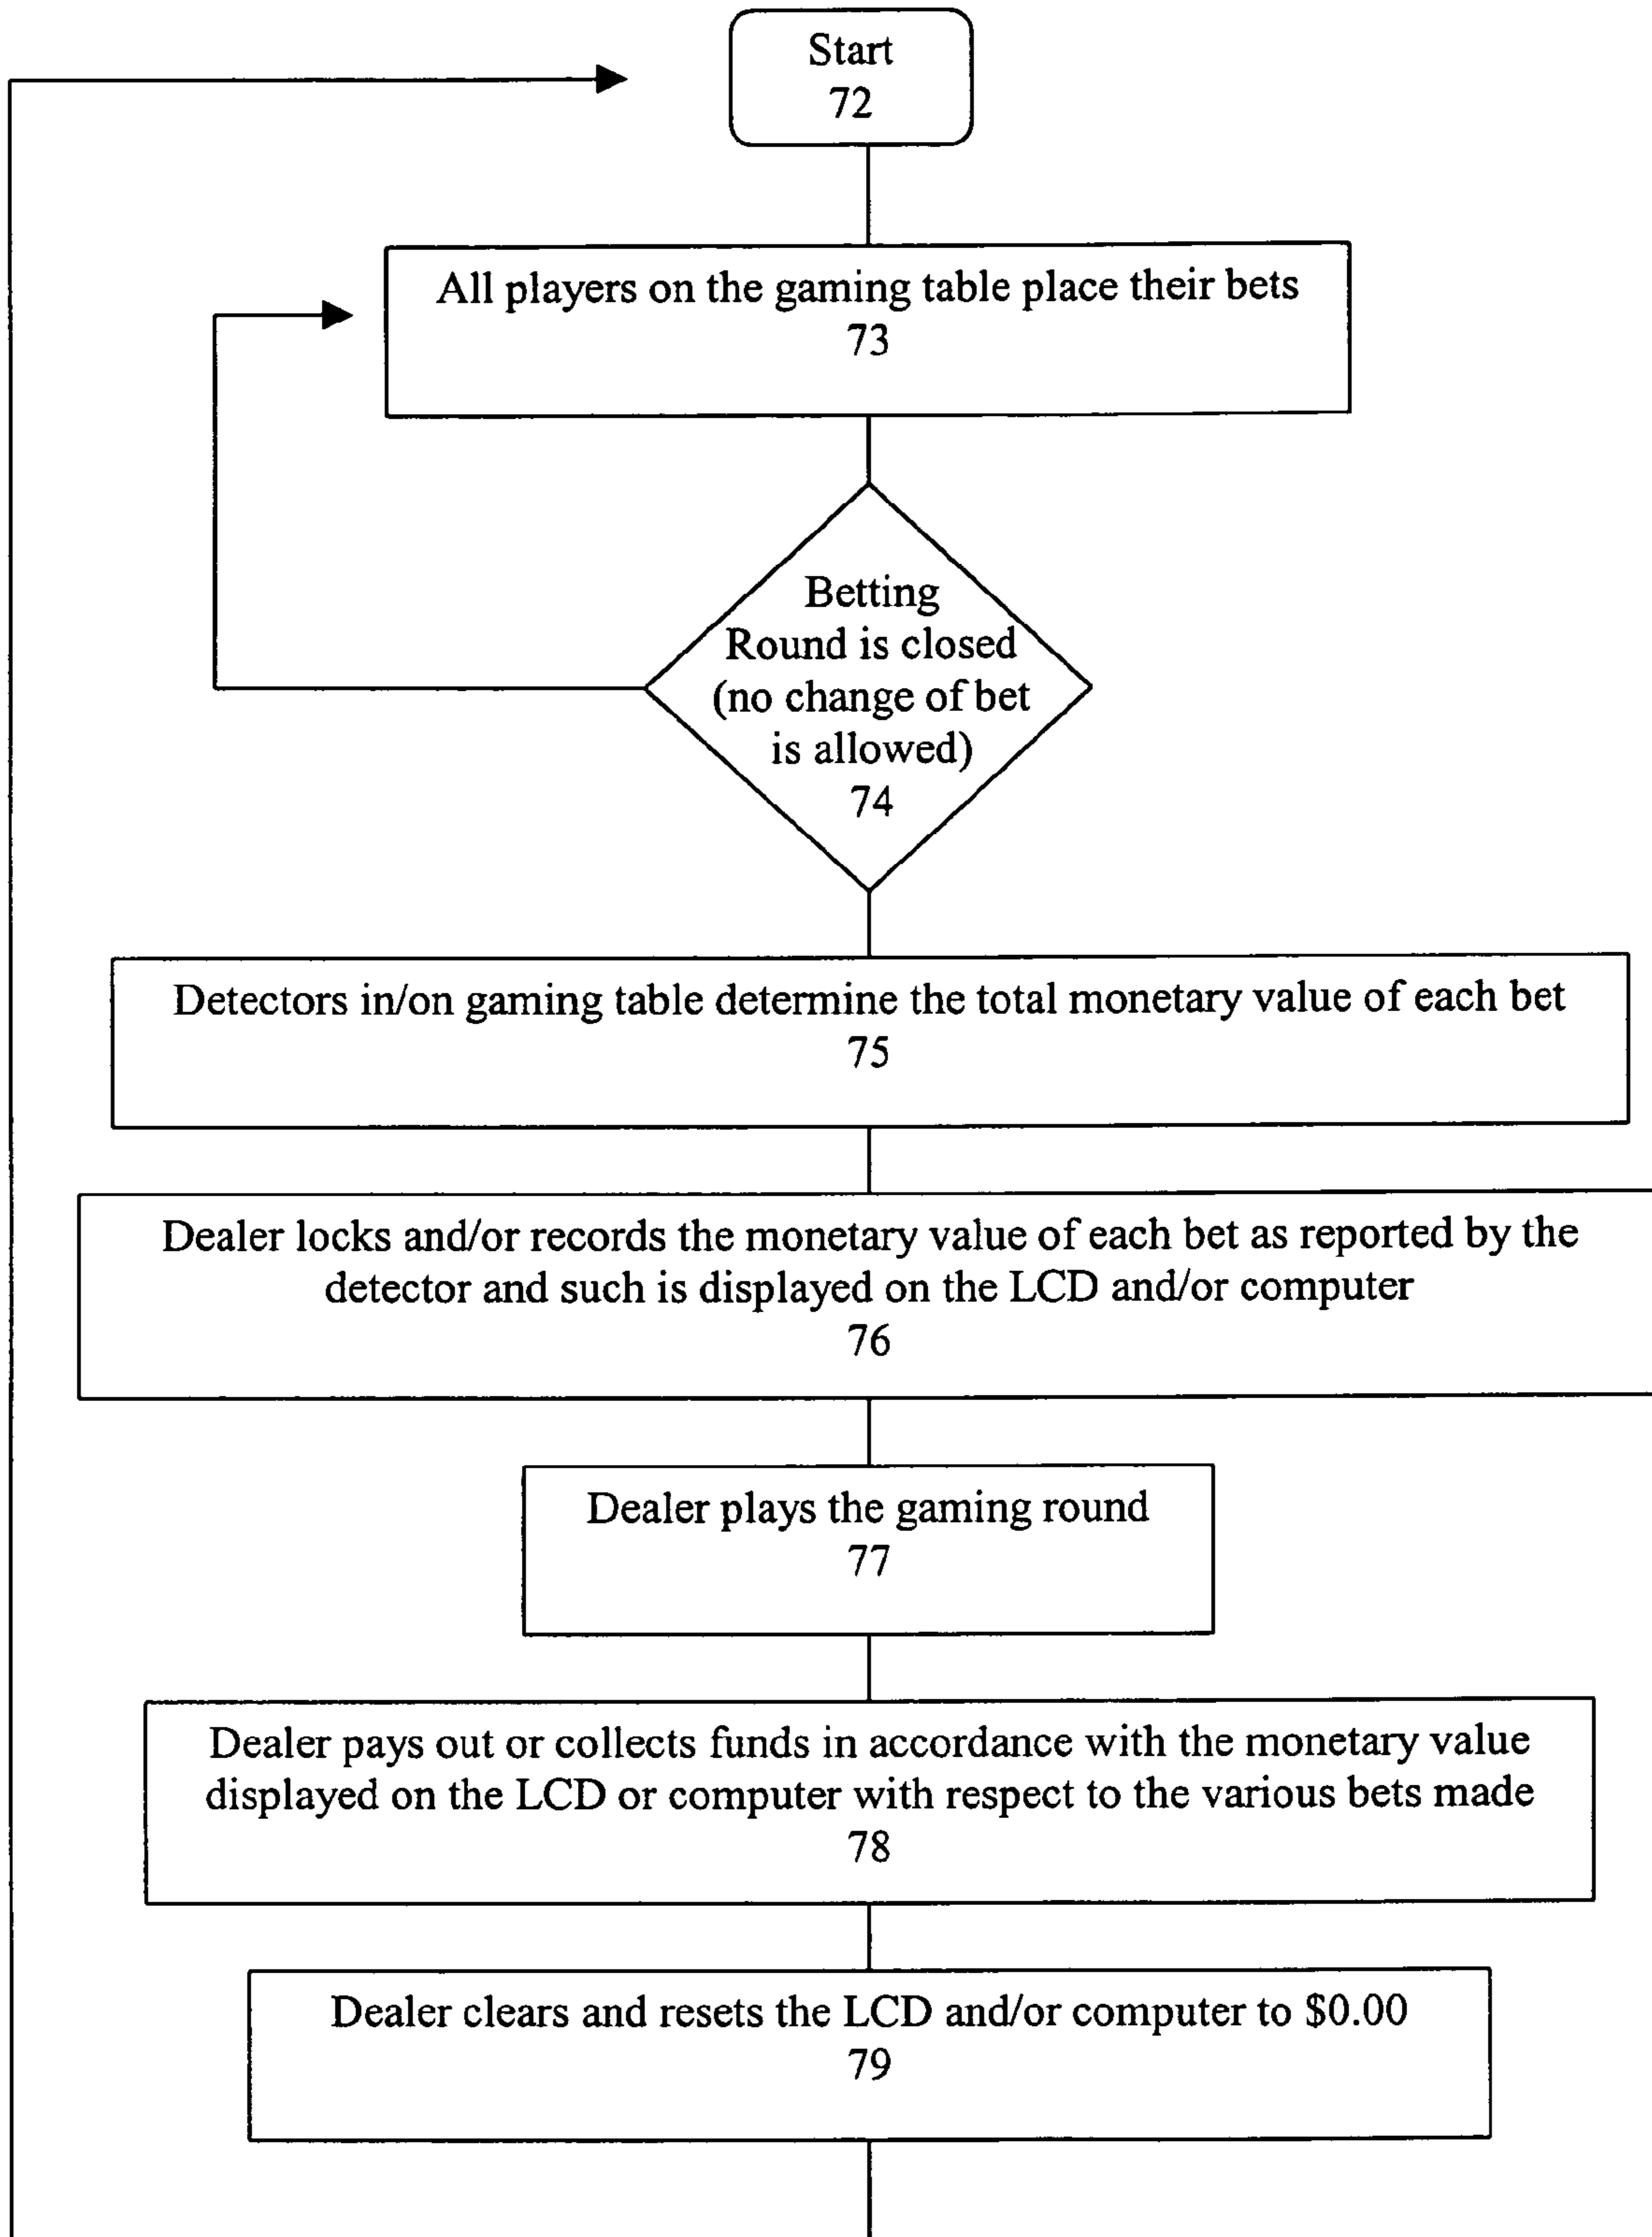 Start
72
All players on the gaming table place their bets
73
Betting
Round is closed
(no change of bet
is allowed)
74
Detectors in/on gaming table determine the total monetary value of each bet
75
Dealer locks and/or records the monetary value of each bet as reported by the
detector and such is displayed on the LCD and/or computer
76
Dealer plays the gaming round
77
Dealer pays out or collects funds in accordance with the monetary value
displayed on the LCD or computer with respect to the various bets made
78
Dealer clears and resets the LCD and/or computer to $0.00
79